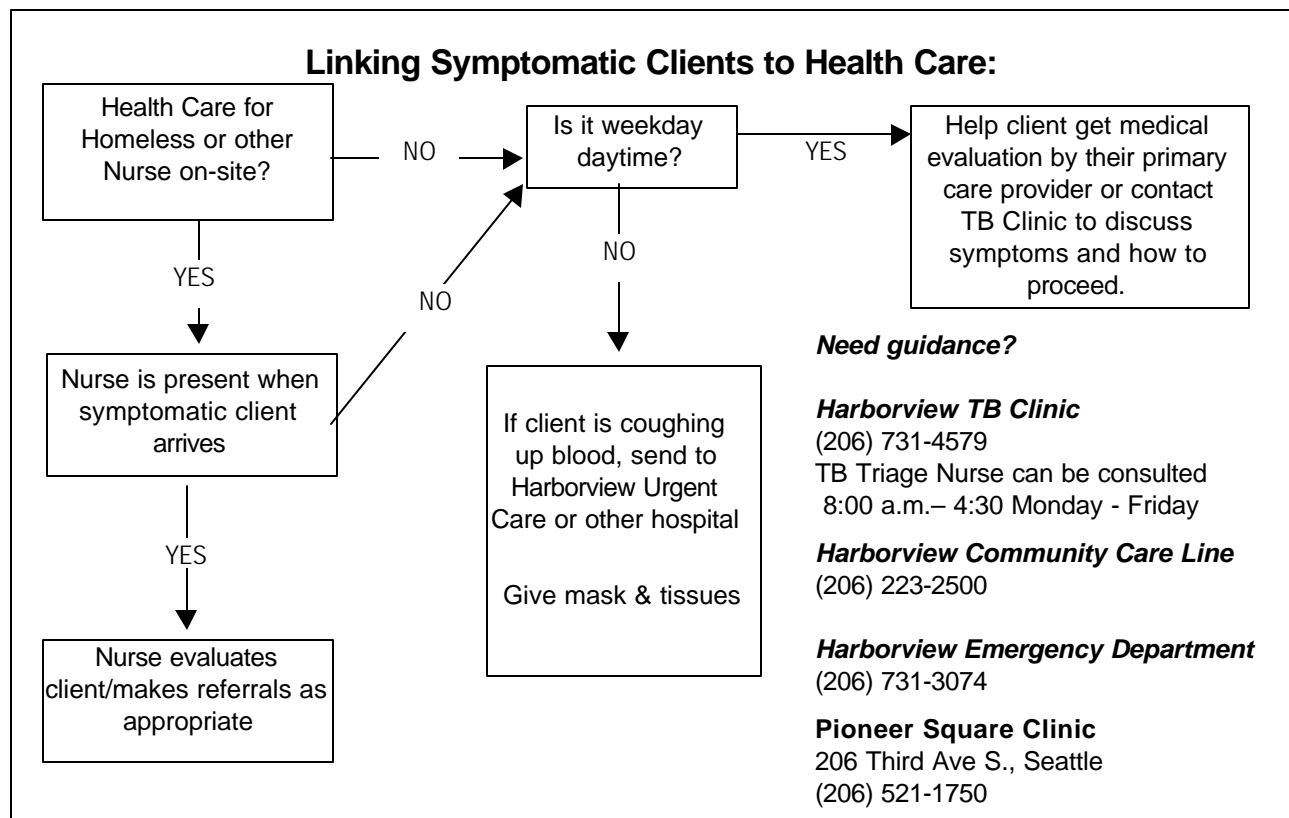 Linking Symptomatic Clients to Health Care:
Health Care for
Homeless or other
Nurse on-site?
NO
Is it weekday
daytime?
YES
Help client get medical
evaluation by their primary
care provider or contact
TB Clinic to discuss
symptoms and how to
proceed.
YES
NO
NO
Nurse is present when
symptomatic client
arrives
If client is coughing
up blood, send to
Harborview Urgent
Care or other hospital
Give mask & tissues
YES
Nurse evaluates
client/makes referrals as
appropriate
Need guidance?
Harborview TB Clinic
(206) 731-4579
TB Triage Nurse can be consulted
8:00 a.m.– 4:30 Monday - Friday
Harborview Community Care Line
(206) 223-2500
Harborview Emergency Department
(206) 731-3074
Pioneer Square Clinic
206 Third Ave S., Seattle
(206) 521-1750